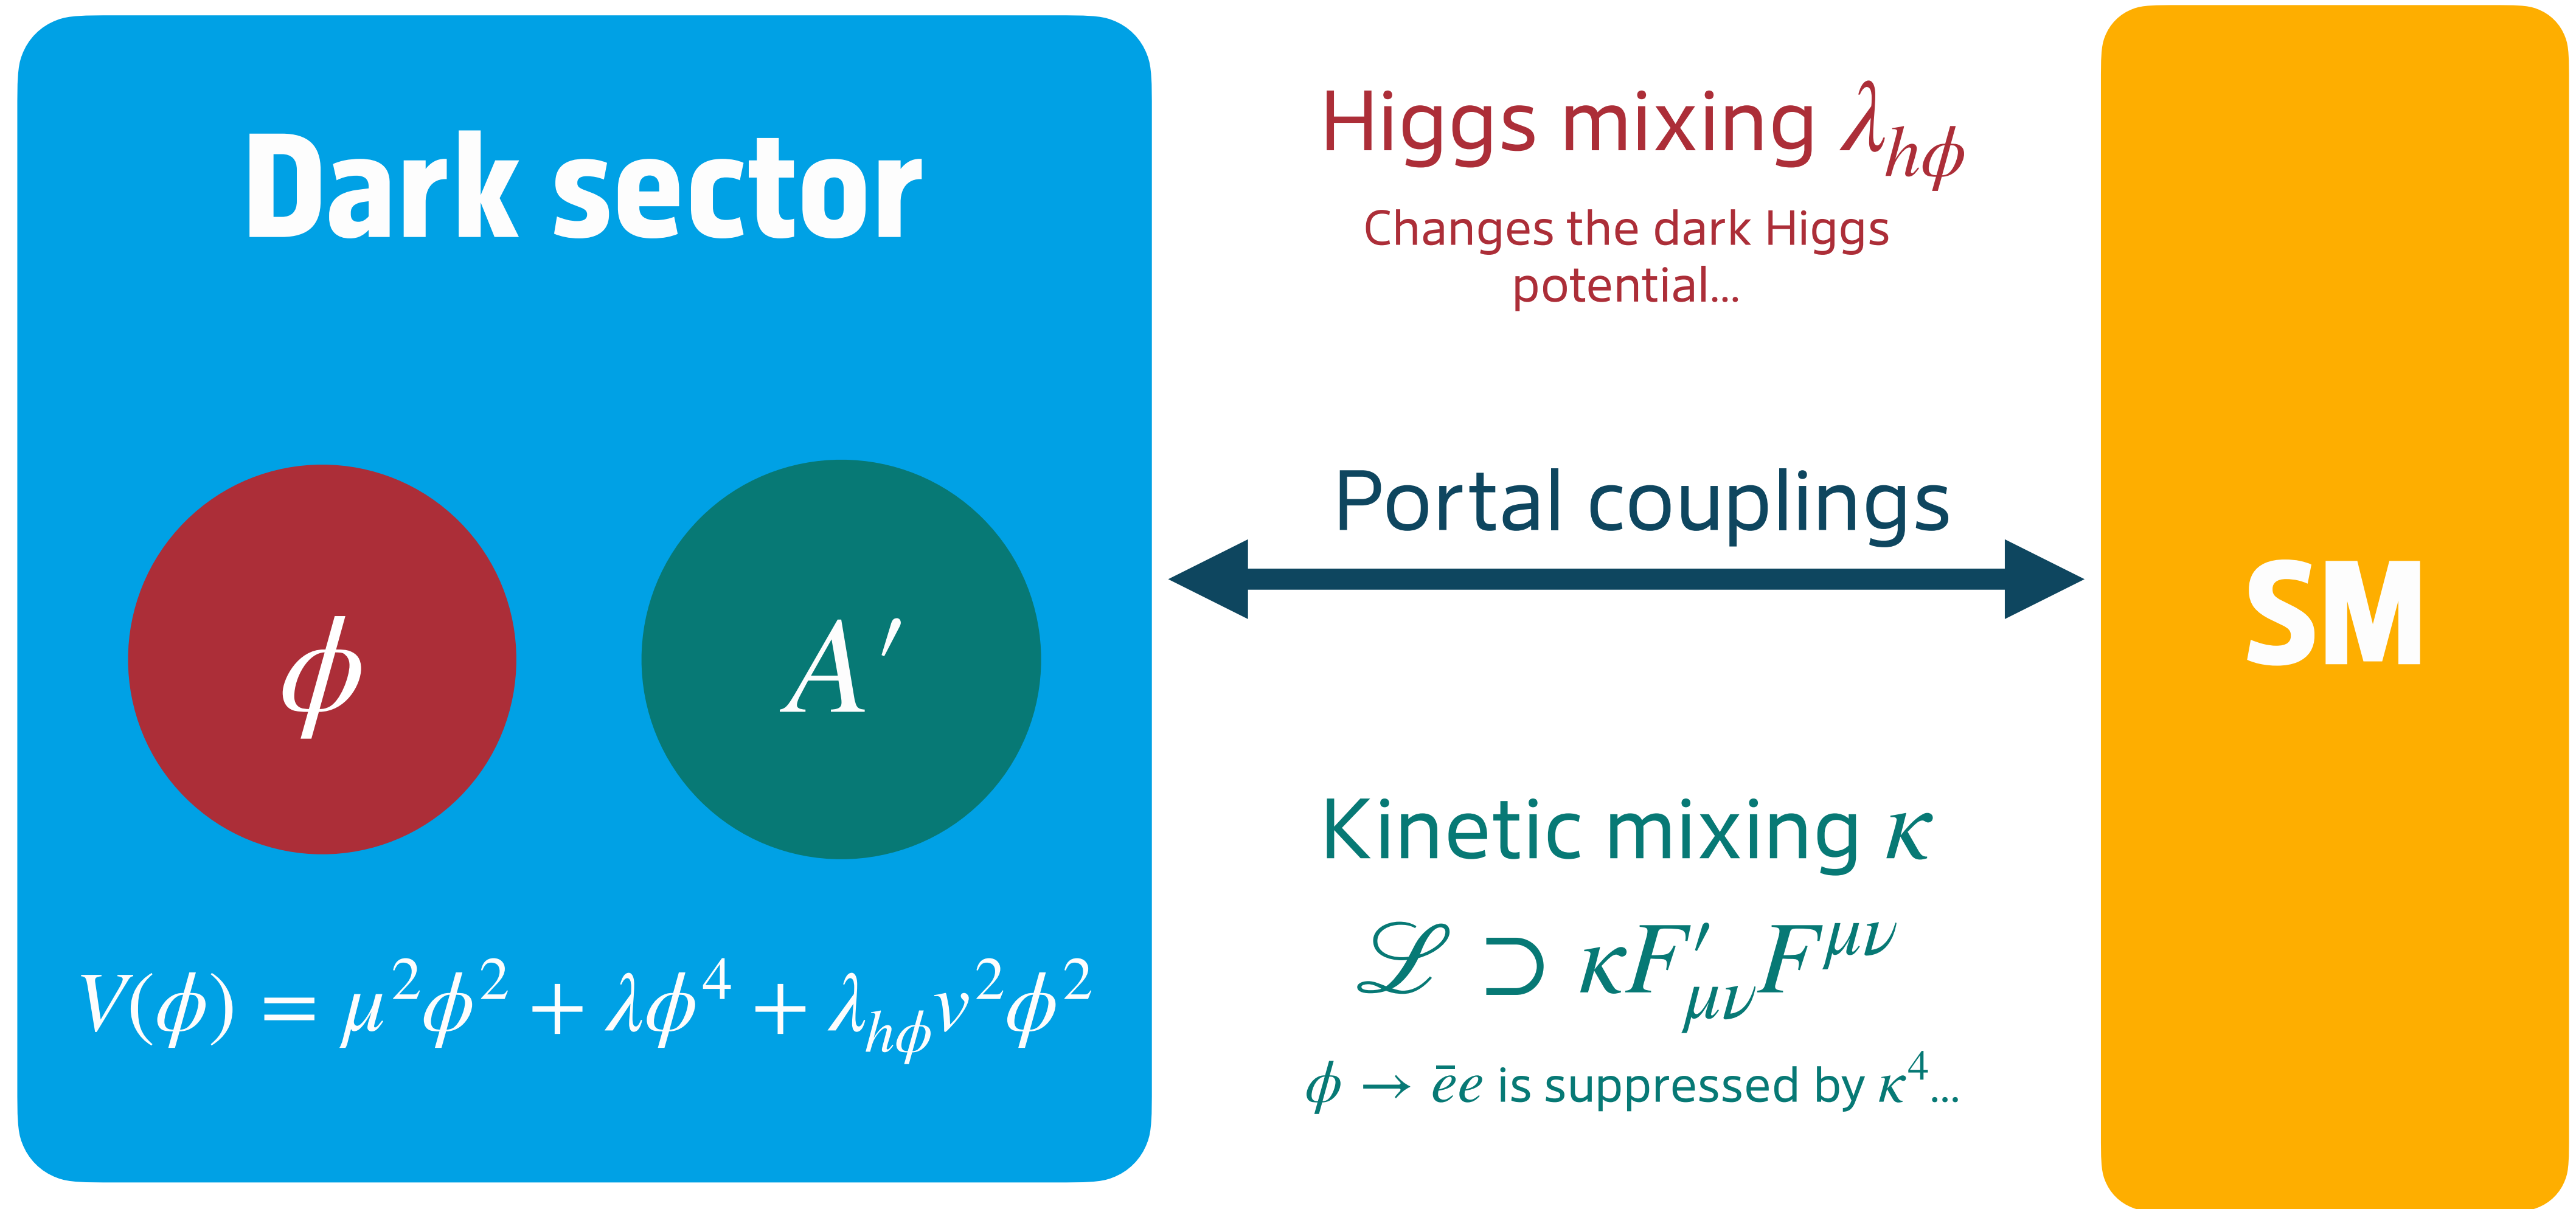 Dark sector
ϕ
A′
V(ϕ) = μ²ϕ² + λϕ⁴ + λ_{hϕ}v²ϕ²
Higgs mixing λ_{hϕ}
Changes the dark Higgs
potential...
Portal couplings
Kinetic mixing κ
ℒ ⊃ κF′_{μν}F^{μν}
ϕ → ēe is suppressed by κ⁴...
SM